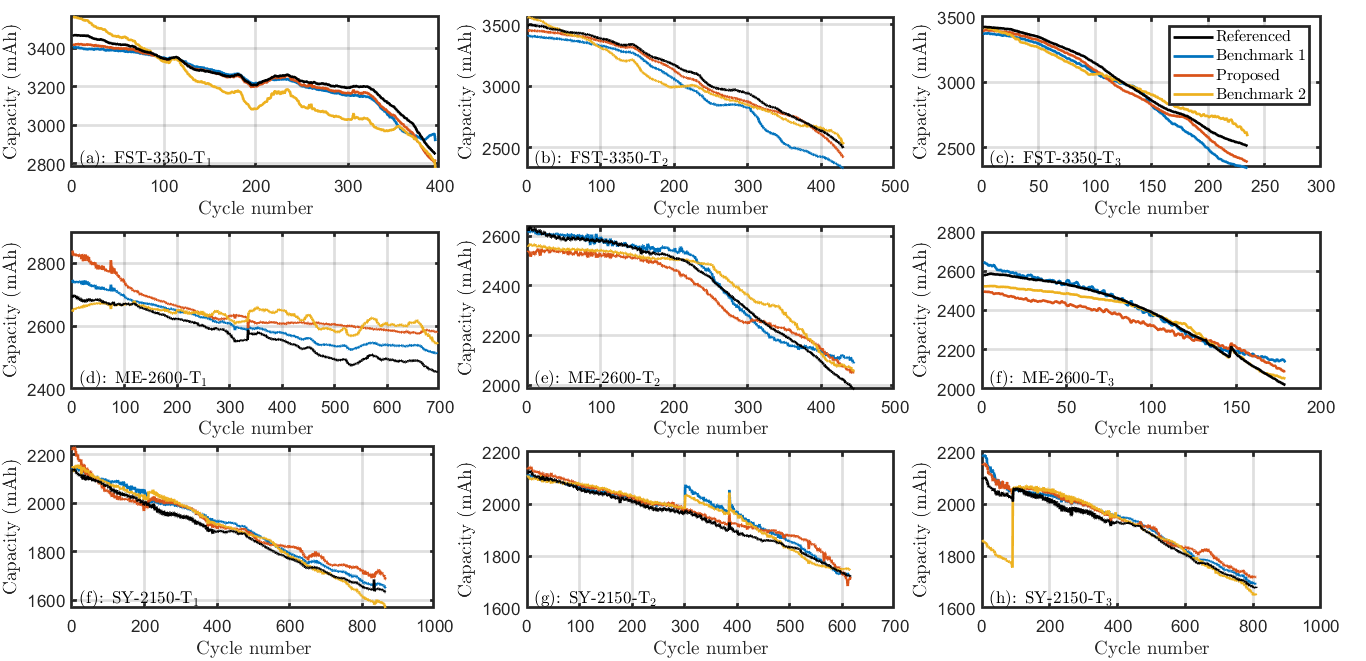 Capacity (mAh)
3400
3200
3000
2800
(a): FST-3350-T₁
0 100 200 300 400
Cycle number
Capacity (mAh)
3500
3000
2500
(b): FST-3350-T₂
0 100 200 300 400 500
Cycle number
Capacity (mAh)
3500
3000
2500
Referenced
Benchmark 1
Proposed
Benchmark 2
(c): FST-3350-T₃
0 50 100 150 200 250 300
Cycle number
Capacity (mAh)
2800
2600
2400
(d): ME-2600-T₁
0 100 200 300 400 500 600 700
Cycle number
Capacity (mAh)
2600
2400
2200
2000
(e): ME-2600-T₂
0 100 200 300 400 500
Cycle number
Capacity (mAh)
2800
2600
2400
2200
2000
(f): ME-2600-T₃
0 50 100 150 200
Cycle number
Capacity (mAh)
2200
2000
1800
1600
(f): SY-2150-T₁
0 200 400 600 800 1000
Cycle number
Capacity (mAh)
2200
2000
1800
1600
(g): SY-2150-T₂
0 100 200 300 400 500 600 700
Cycle number
Capacity (mAh)
2200
2000
1800
1600
(h): SY-2150-T₃
0 200 400 600 800 1000
Cycle number